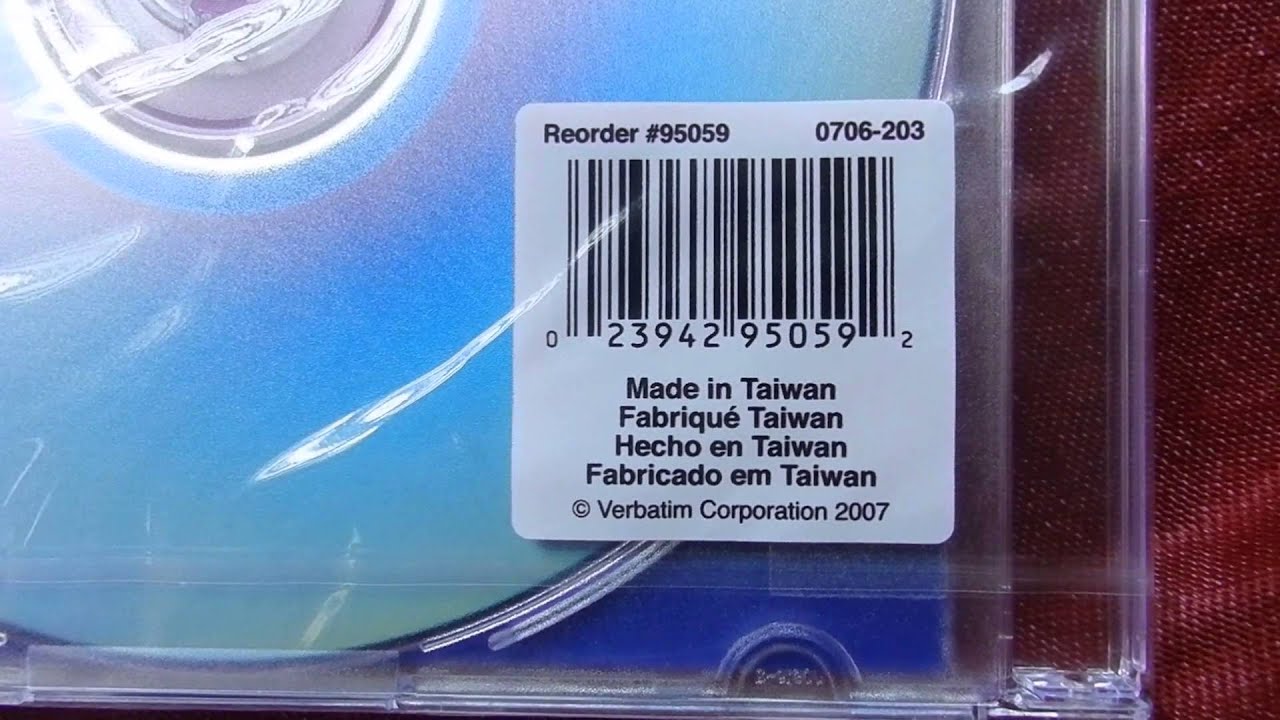 Reorder #95059 0706-203
0 23942 95059 2
Made in Taiwan
Fabriqué Taiwan
Hecho en Taiwan
Fabricado em Taiwan
© Verbatim Corporation 2007